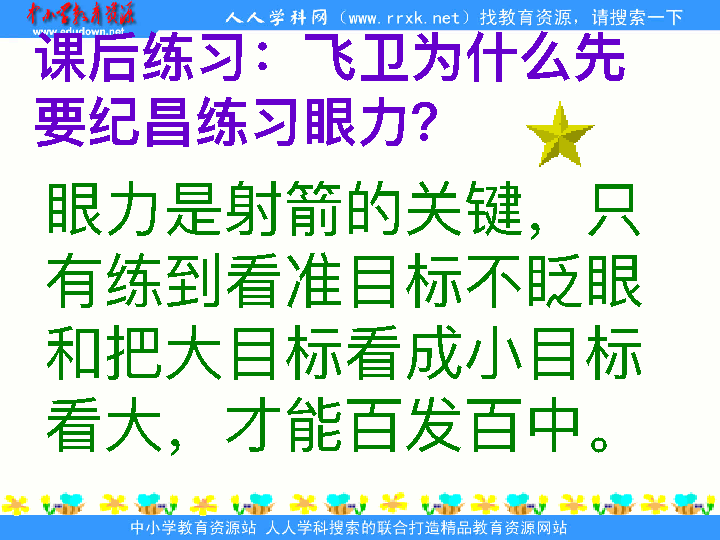 中小学教育资源
www.edudown.net
人人学科网（www.rrxk.net）找教育资源，请搜索一下
课后练习：飞卫为什么先
要纪昌练习眼力？
眼力是射箭的关键，只
有练到看准目标不眨眼
和把大目标看成小目标
看大，才能百发百中。
中小学教育资源站 人人学科搜索的联合打造精品教育资源网站